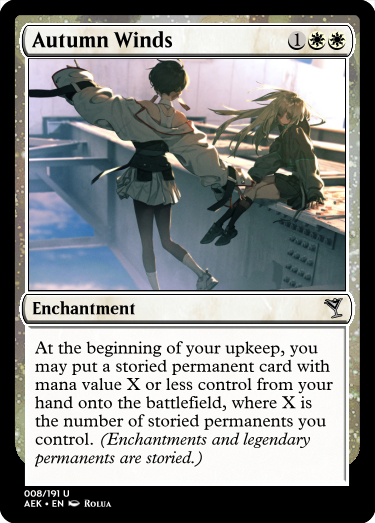 Autumn Winds 1
Enchantment
At the beginning of your upkeep, you
may put a storied permanent card with
mana value X or less control from your
hand onto the battlefield, where X is
the number of storied permanents you
control. (Enchantments and legendary
permanents are storied.)
008/191 U
AEK • EN Rolua